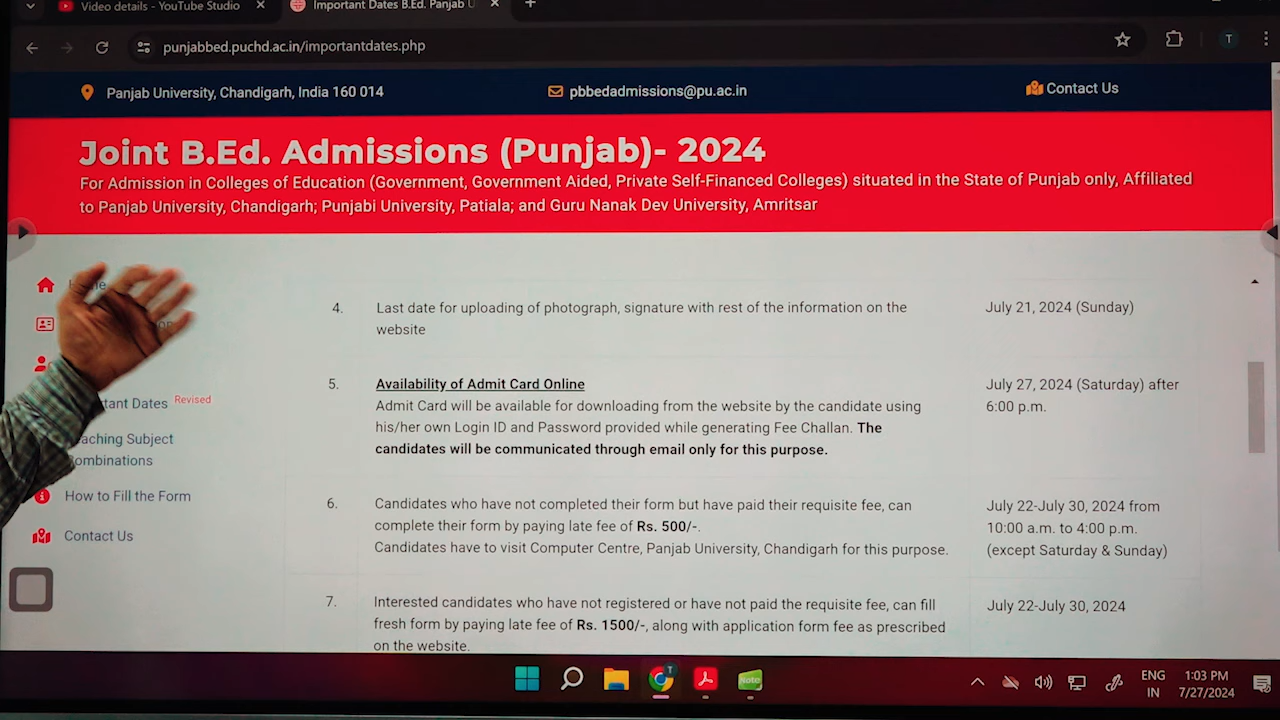 Video details - YouTube Studio
Important Dates B.Ed. Panjab U
punjabbed.puchd.ac.in/importantdates.php
T
Panjab University, Chandigarh, India 160 014
pbbedadmissions@pu.ac.in
Contact Us
Joint B.Ed. Admissions (Punjab)- 2024
For Admission in Colleges of Education (Government, Government Aided, Private Self-Financed Colleges) situated in the State of Punjab only, Affiliated
to Panjab University, Chandigarh; Punjabi University, Patiala; and Guru Nanak Dev University, Amritsar
Dates Revised
Subject
How to Fill the Form
Contact Us
4. Last date for uploading of photograph, signature with rest of the information on the July 21, 2024 (Sunday)
website
5. Availability of Admit Card Online July 27, 2024 (Saturday) after
Admit Card will be available for downloading from the website by the candidate using 6:00 p.m.
his/her own Login ID and Password provided while generating Fee Challan. The
candidates will be communicated through email only for this purpose.
6. Candidates who have not completed their form but have paid their requisite fee, can July 22-July 30, 2024 from
complete their form by paying late fee of Rs. 500/-. 10:00 a.m. to 4:00 p.m.
Candidates have to visit Computer Centre, Panjab University, Chandigarh for this purpose. (except Saturday & Sunday)
7. Interested candidates who have not registered or have not paid the requisite fee, can fill July 22-July 30, 2024
fresh form by paying late fee of Rs. 1500/-, along with application form fee as prescribed
on the website.
T
Note
ENG
IN
1:03 PM
7/27/2024